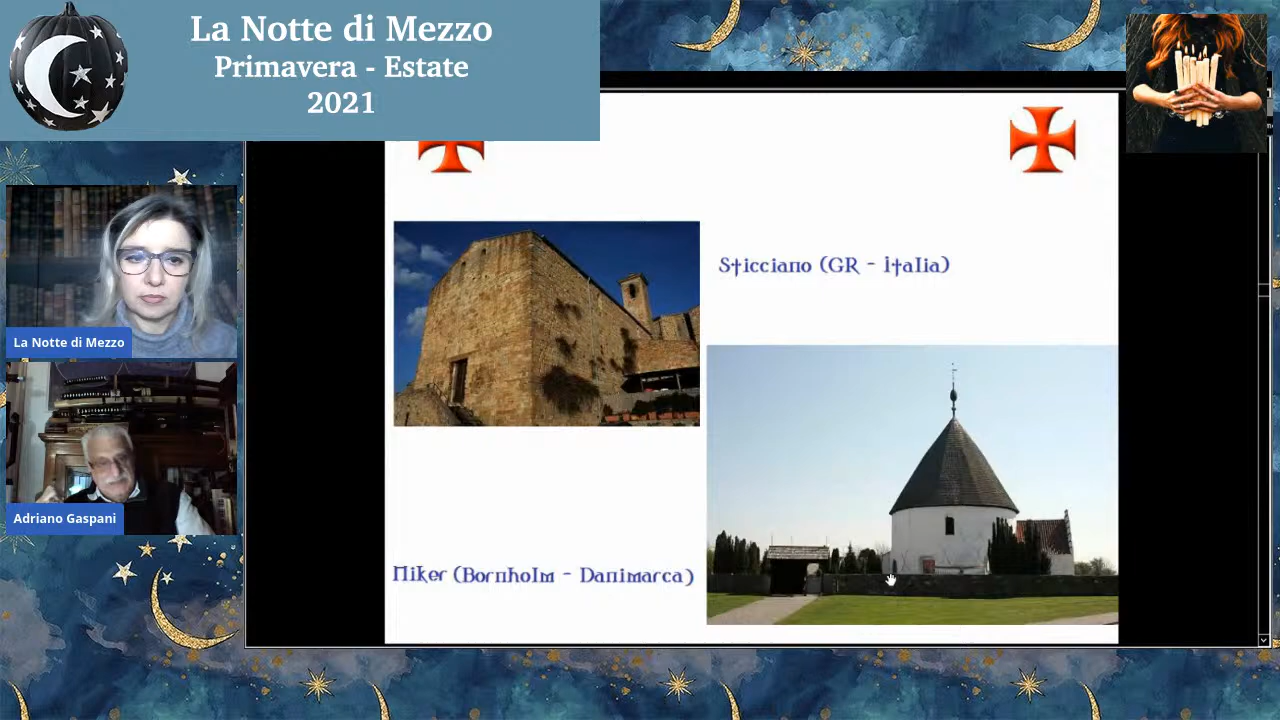 La Notte di Mezzo
Primavera - Estate
2021
Sticciano (GR - Italia)
La Notte di Mezzo
Adriano Gaspani
Niker (Bornholm - Danimarca)